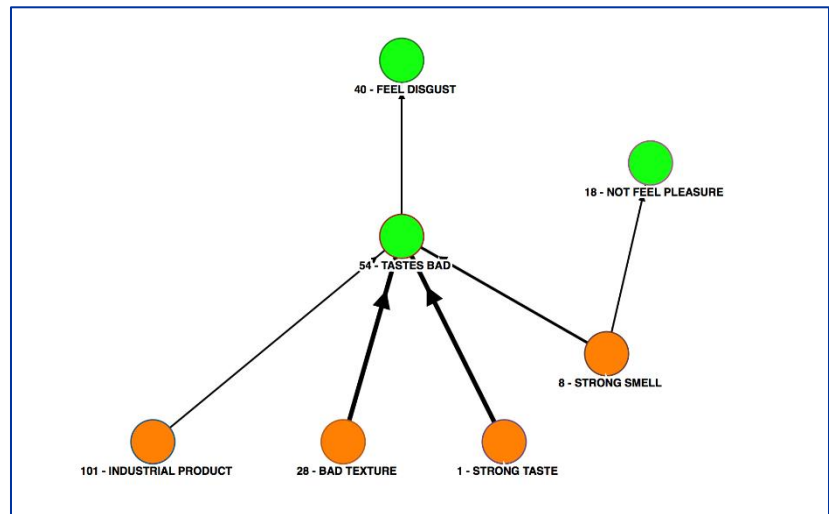 40 - FEEL DISGUST
18 - NOT FEEL PLEASURE
54 - TASTES BAD
8 - STRONG SMELL
101 - INDUSTRIAL PRODUCT
28 - BAD TEXTURE
1 - STRONG TASTE